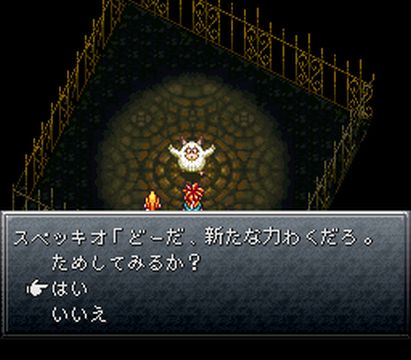 スペッキオ「どーだ、新たな力わくだろ。
ためしてみるか？
はい
いいえ